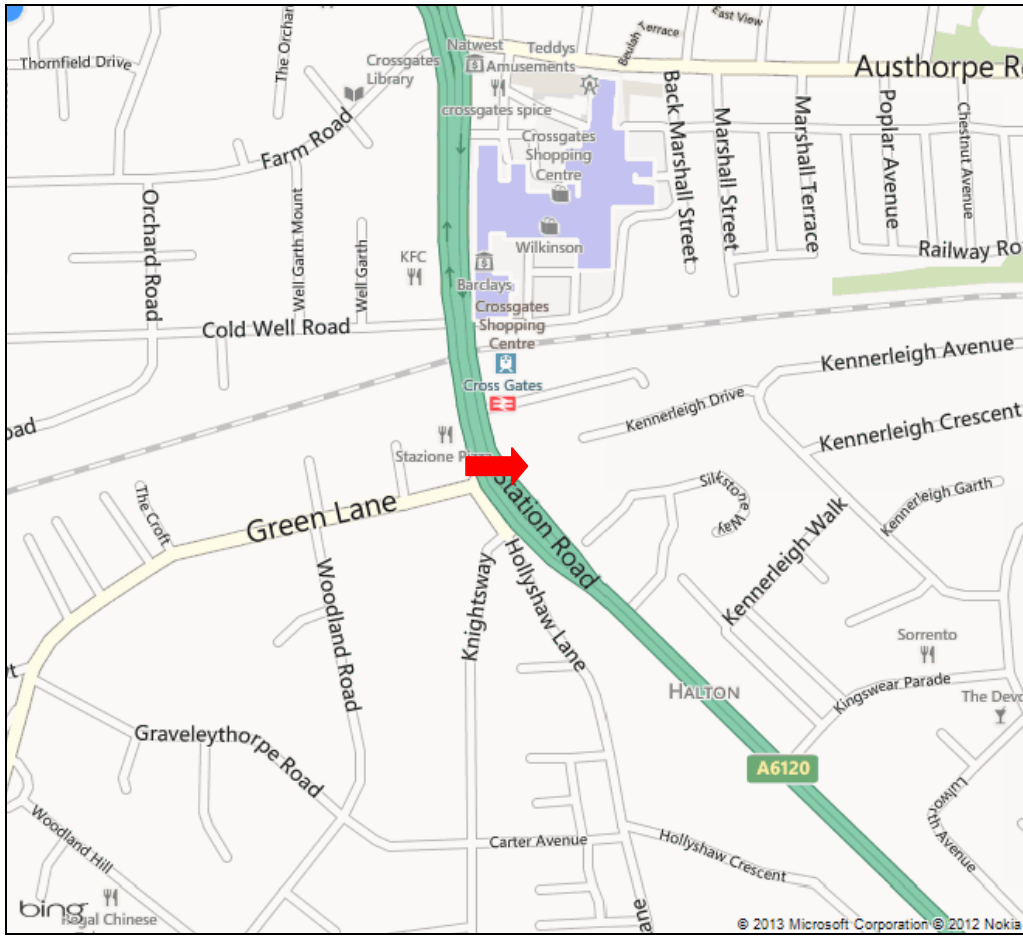 East View
Terrace
Beulah
Natwest
Teddys
Amusements
Thornfield Drive
The Orchar
Crossgates
Library
Austhorpe Ro
crossgates spice
Farm Road
Crossgates
Shopping
Centre
Back Marshall Street
Marshall Street
Marshall Terrace
Poplar Avenue
Chestnut Avenue
Orchard Road
Well Garth Mount
Well Garth
KFC
Wilkinson
Railway Ro
Barclays
Crossgates
Shopping
Centre
Cold Well Road
Cross Gates
Kennerleigh Avenue
Kennerleigh Drive
Kennerleigh Crescent
oad
Stazione Pizza
Silkstone Way
Kennerleigh Garth
The Croft
Green Lane
Station Road
Kennerleigh Walk
Woodland Road
Knightsway
Hollyshaw Lane
Sorrento
HALTON
Kingswear Parade
The Devo
Graveleythorpe Road
A6120
Lulworth Avenue
Woodland Hill
Carter Avenue
Hollyshaw Crescent
ane
bing
Regal Chinese
© 2013 Microsoft Corporation © 2012 Nokia